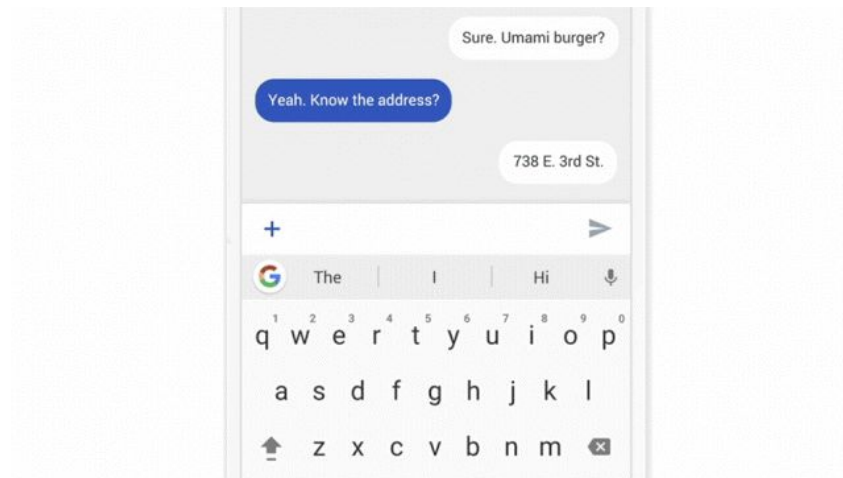 Sure. Umami burger?
Yeah. Know the address?
738 E. 3rd St.
+
G The I Hi
1 2 3 4 5 6 7 8 9 0
q w e r t y u i o p
a s d f g h j k l
z x c v b n m